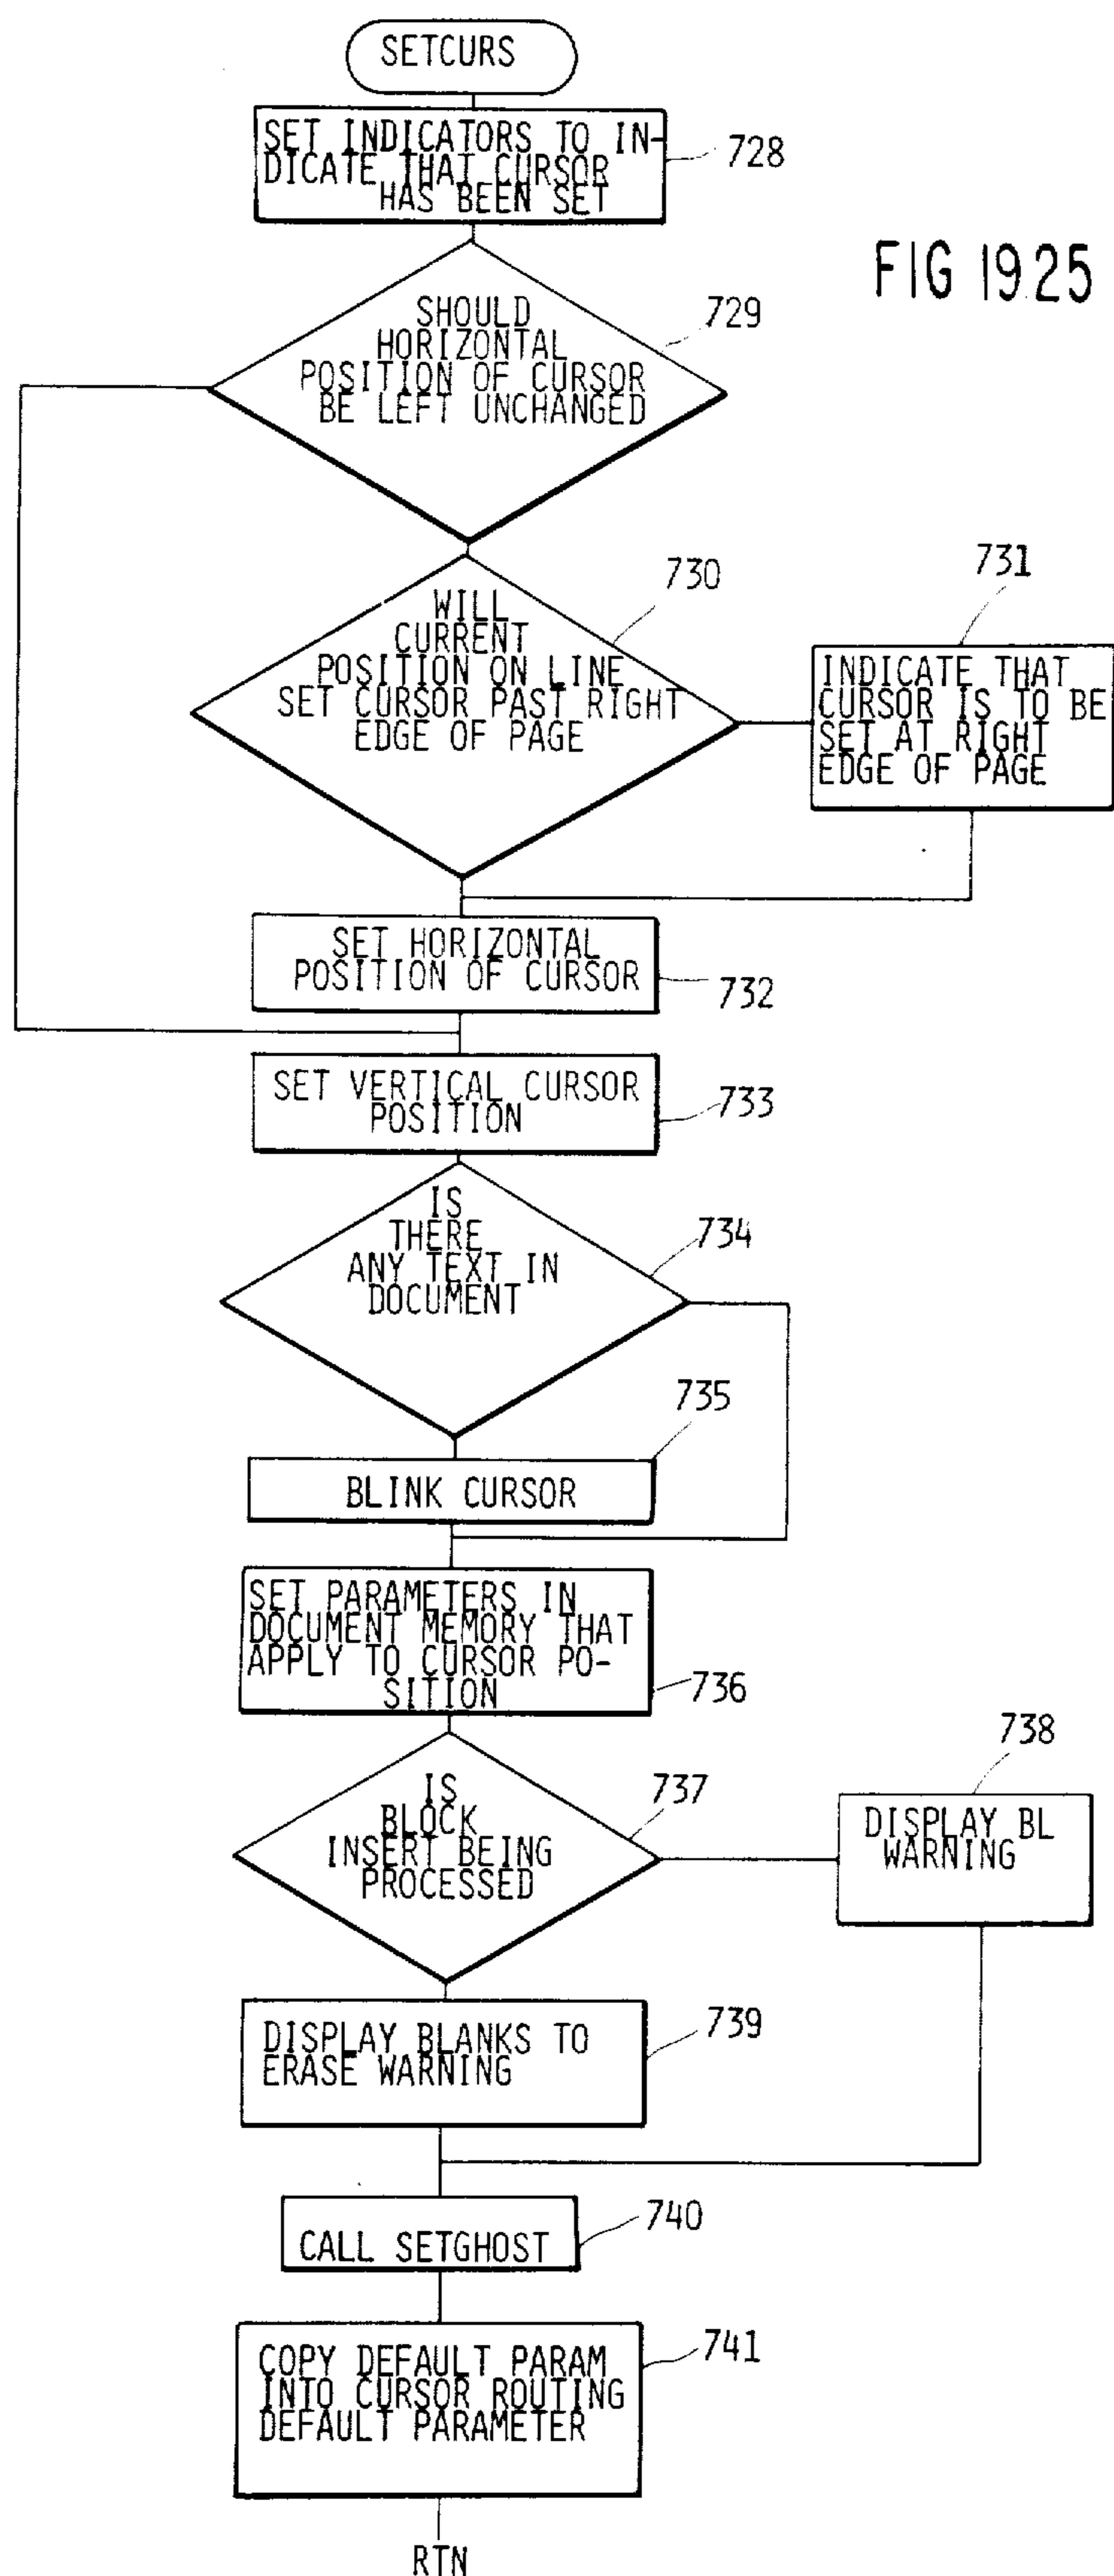 SETCURS
SET INDICATORS TO IN-
DICATE THAT CURSOR
HAS BEEN SET
728
FIG 19.25
SHOULD
HORIZONTAL
POSITION OF CURSOR
BE LEFT UNCHANGED
729
WILL
CURRENT
POSITION ON LINE
SET CURSOR PAST RIGHT
EDGE OF PAGE
730
731
INDICATE THAT
CURSOR IS TO BE
SET AT RIGHT
EDGE OF PAGE
SET HORIZONTAL
POSITION OF CURSOR
732
SET VERTICAL CURSOR
POSITION
733
IS
THERE
ANY TEXT IN
DOCUMENT
734
735
BLINK CURSOR
SET PARAMETERS IN
DOCUMENT MEMORY THAT
APPLY TO CURSOR PO-
SITION
736
IS
BLOCK
INSERT BEING
PROCESSED
737
738
DISPLAY BL
WARNING
DISPLAY BLANKS TO
ERASE WARNING
739
CALL SETGHOST
740
COPY DEFAULT PARAM
INTO CURSOR ROUTING
DEFAULT PARAMETER
741
RTN